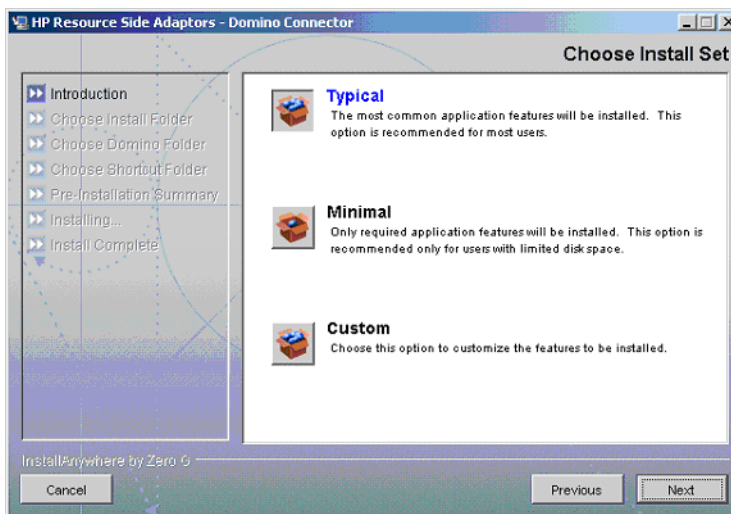 HP Resource Side Adaptors - Domino Connector
Choose Install Set
Introduction
Choose Install Folder
Choose Domino Folder
Choose Shortcut Folder
Pre-Installation Summary
Installing...
Install Complete
Typical
The most common application features will be installed. This
option is recommended for most users.
Minimal
Only required application features will be installed. This option is
recommended only for users with limited disk space.
Custom
Choose this option to customize the features to be installed.
InstallAnywhere by Zero G
Cancel
Previous
Next